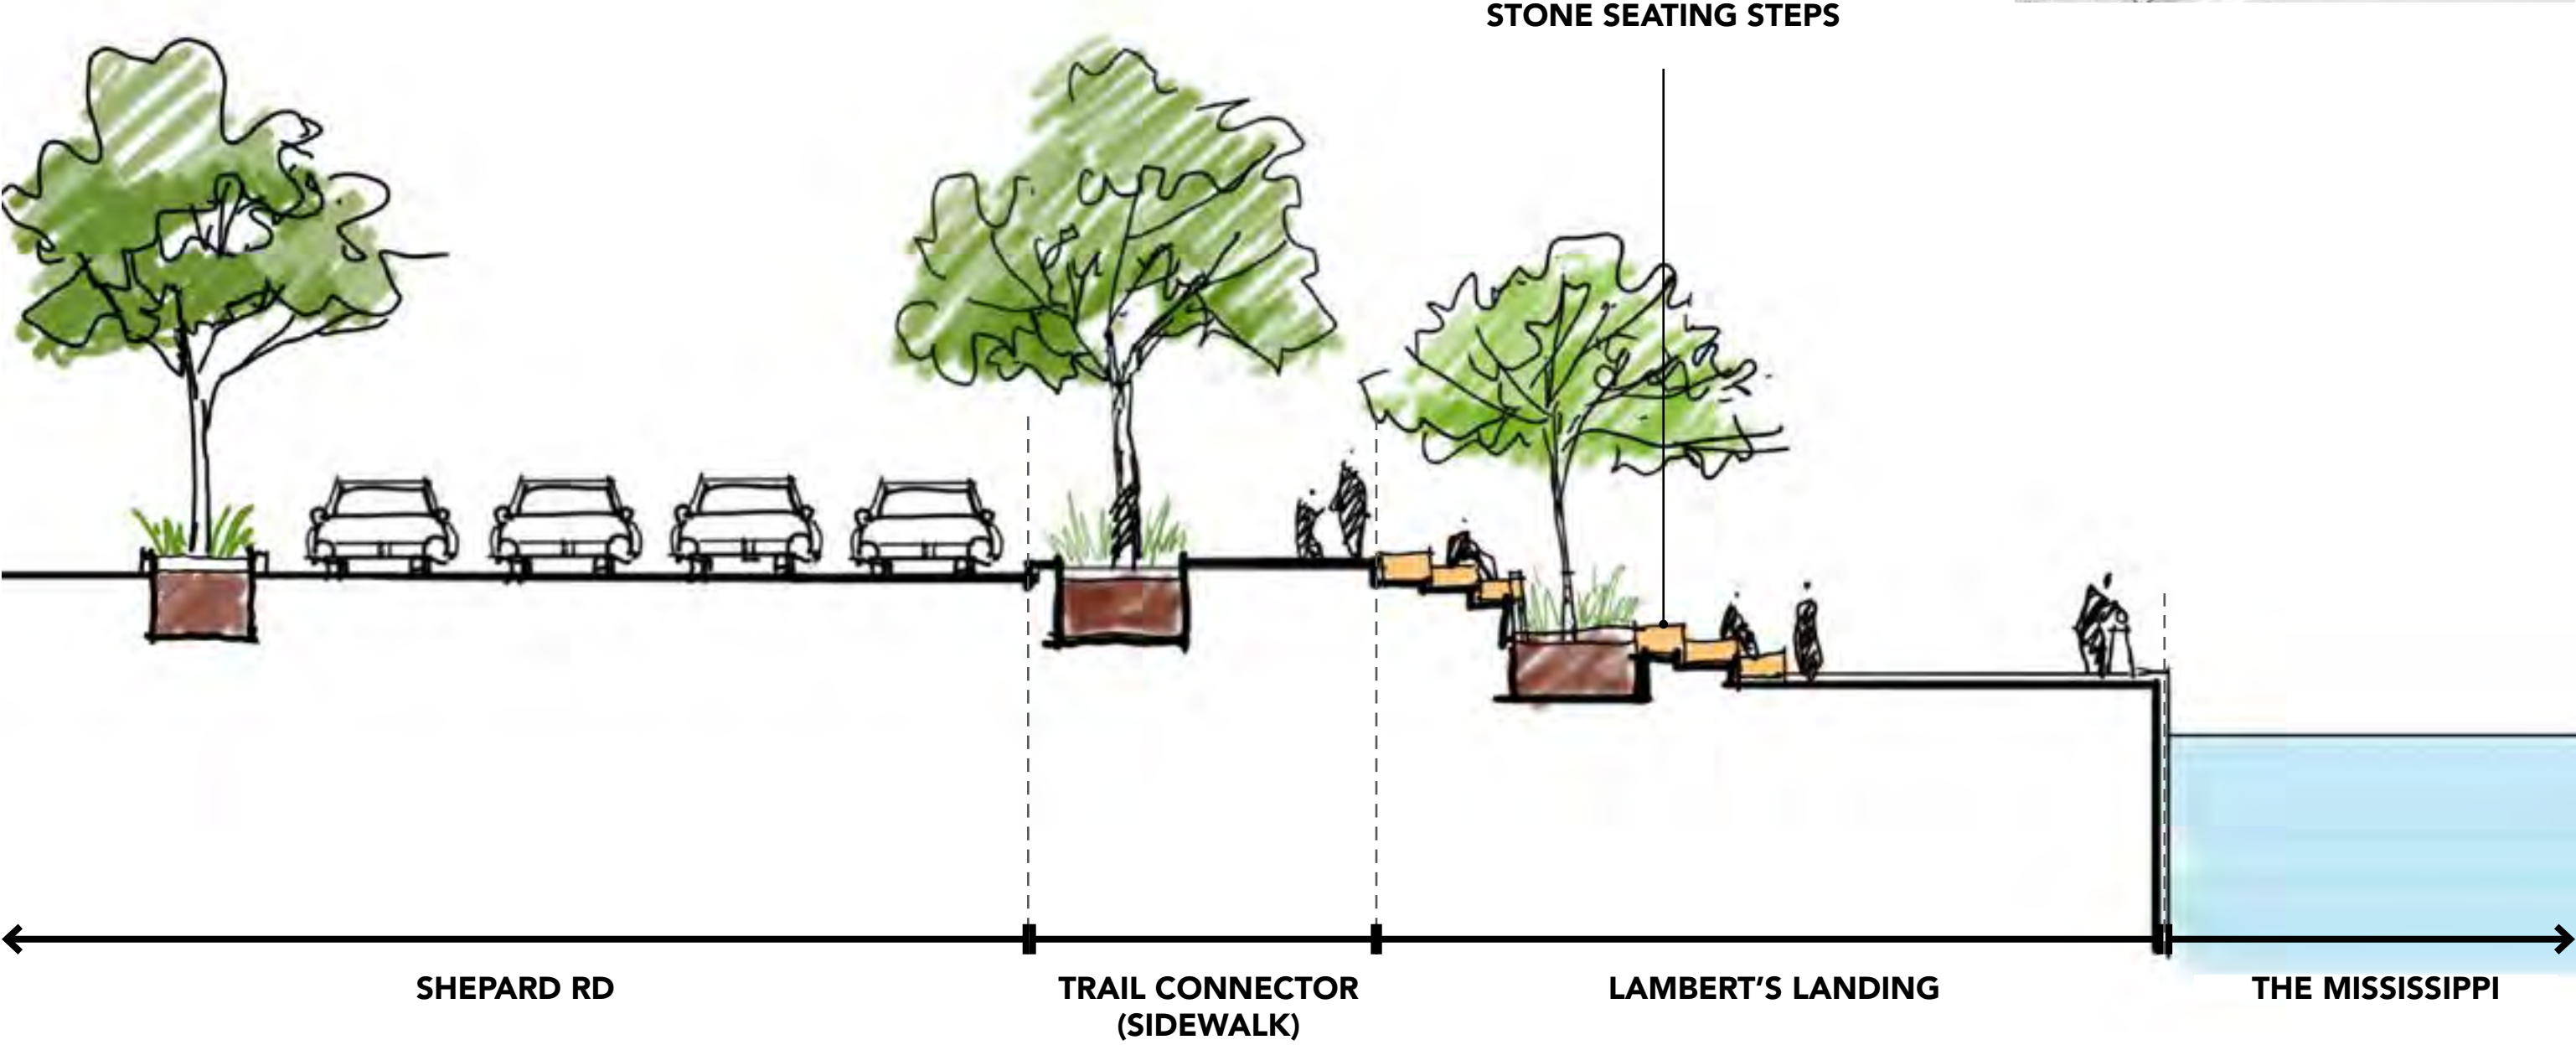 STONE SEATING STEPS
SHEPARD RD
TRAIL CONNECTOR
(SIDEWALK)
LAMBERT’S LANDING
THE MISSISSIPPI